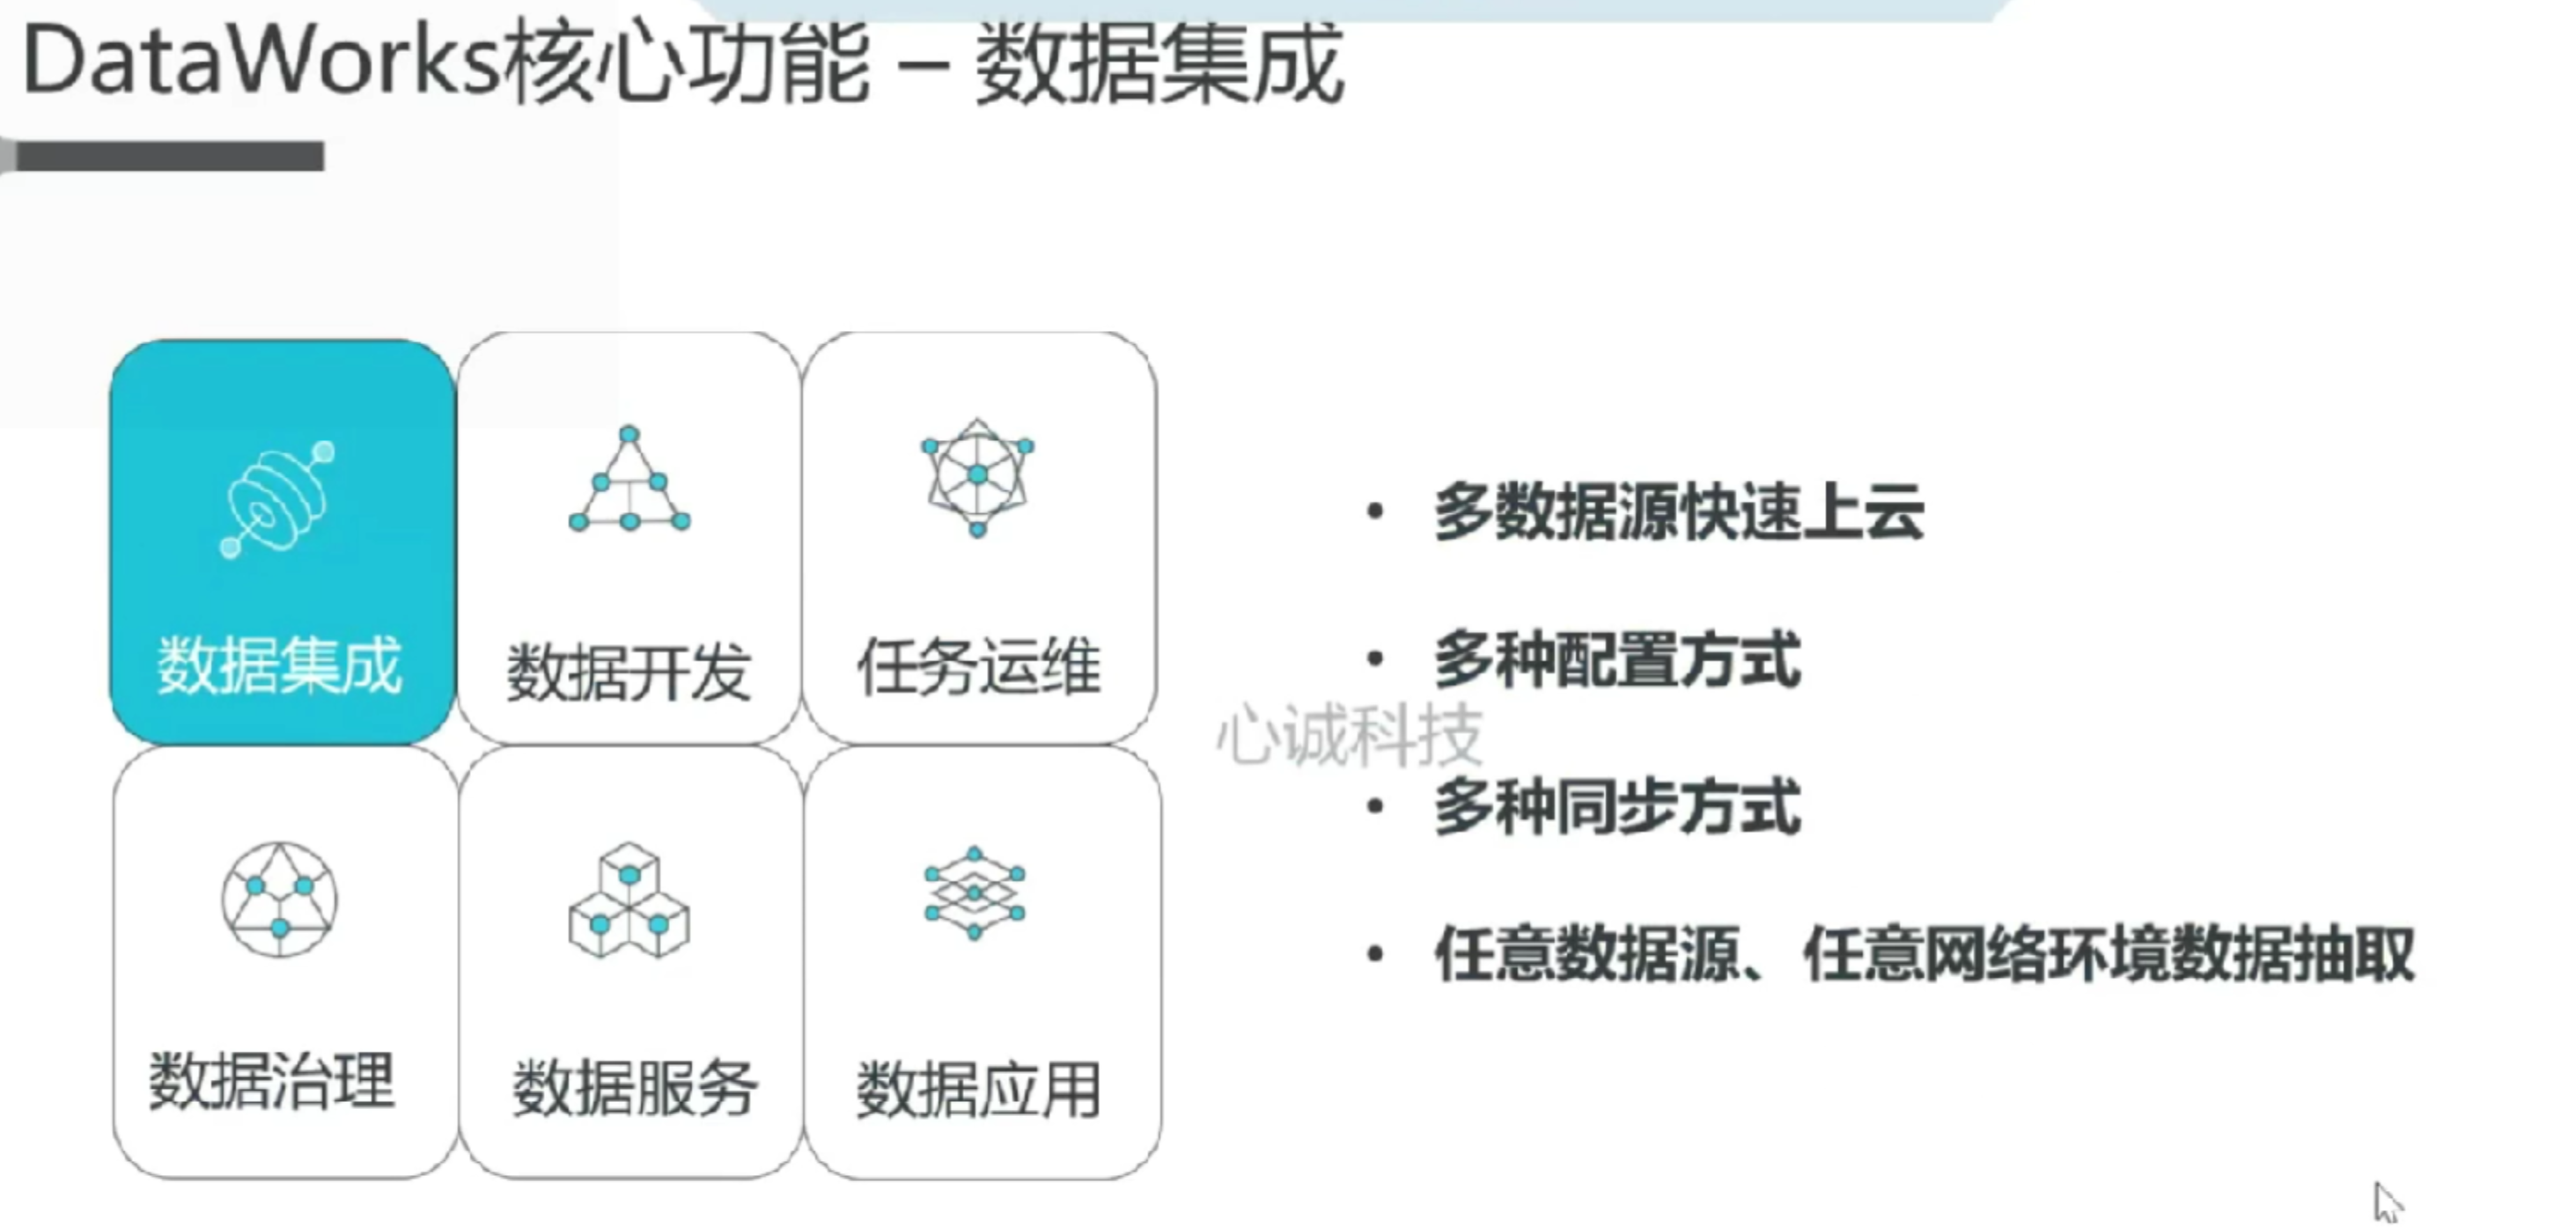 DataWorks核心功能 – 数据集成
数据集成
数据开发
任务运维
数据治理
数据服务
数据应用
• 多数据源快速上云
• 多种配置方式
心诚科技
• 多种同步方式
• 任意数据源、任意网络环境数据抽取